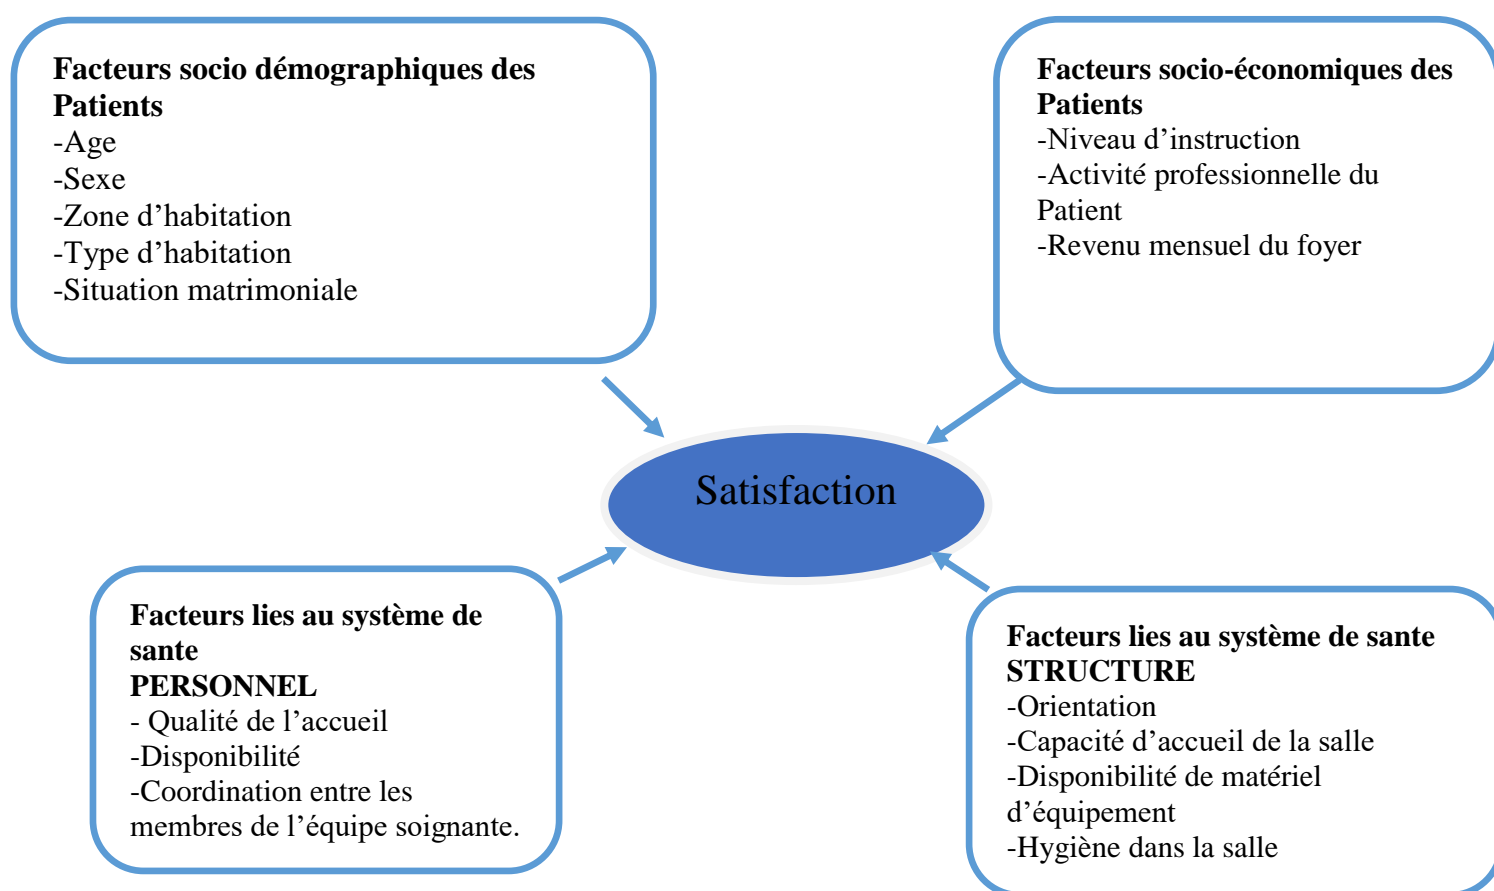 Facteurs socio démographiques des
Patients
-Age
-Sexe
-Zone d’habitation
-Type d’habitation
-Situation matrimoniale
Facteurs socio-économiques des
Patients
-Niveau d’instruction
-Activité professionnelle du
Patient
-Revenu mensuel du foyer
Satisfaction
Facteurs lies au système de
sante
PERSONNEL
- Qualité de l’accueil
-Disponibilité
-Coordination entre les
membres de l’équipe soignante.
Facteurs lies au système de sante
STRUCTURE
-Orientation
-Capacité d’accueil de la salle
-Disponibilité de matériel
d’équipement
-Hygiène dans la salle